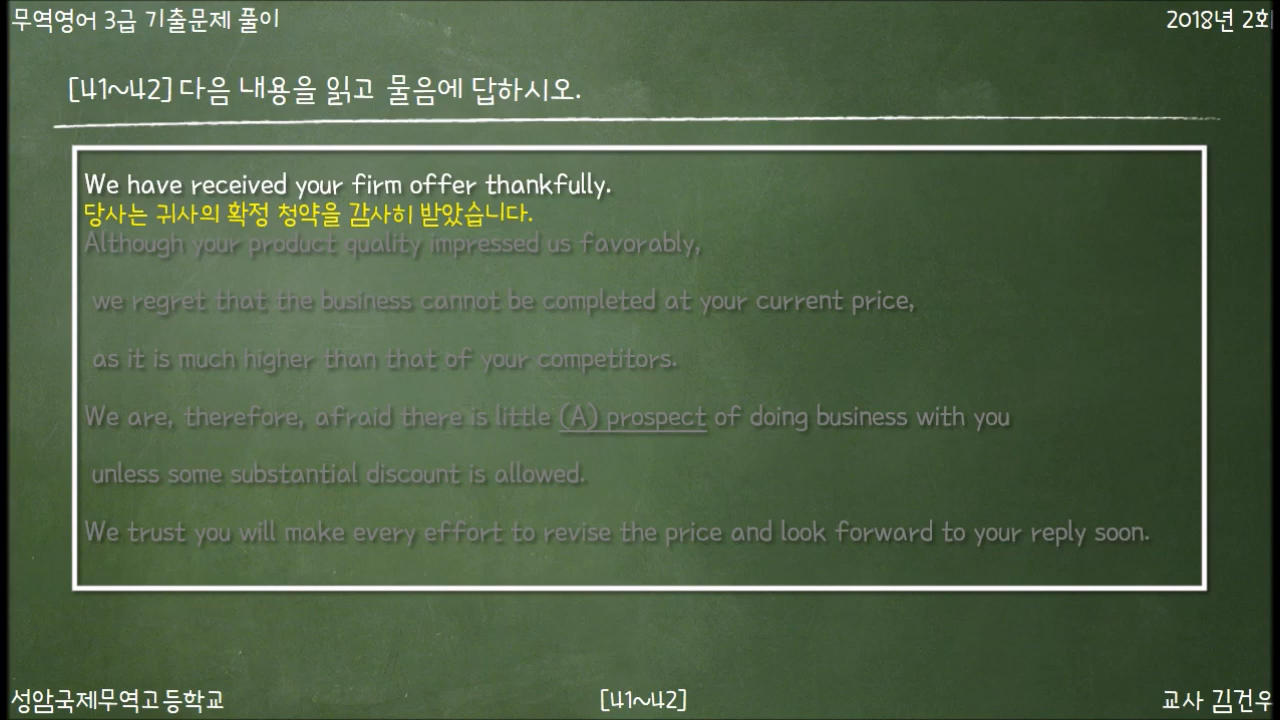 무역영어 3급 기출문제 풀이
2018년 2회
[41~42] 다음 내용을 읽고 물음에 답하시오.
We have received your firm offer thankfully.
당사는 귀사의 확정 청약을 감사히 받았습니다.
Although your product quality impressed us favorably,
we regret that the business cannot be completed at your current price,
as it is much higher than that of your competitors.
We are, therefore, afraid there is little (A) prospect of doing business with you
unless some substantial discount is allowed.
We trust you will make every effort to revise the price and look forward to your reply soon.
성암국제무역고등학교
[41~42]
교사 김건우